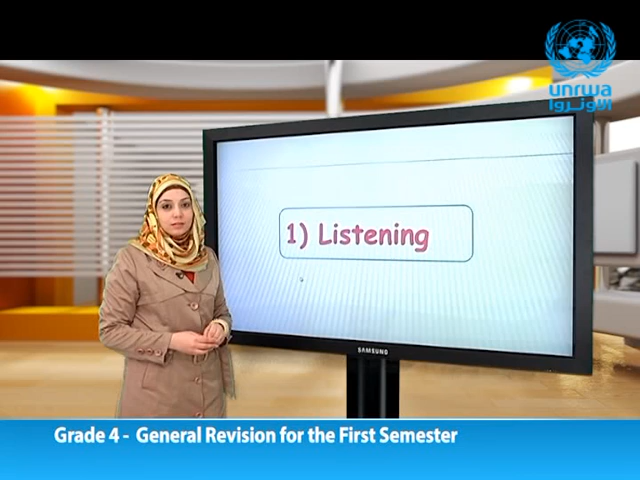 unrwa
الأونروا
1) Listening
SAMSUNG
Grade 4 - General Revision for the First Semester